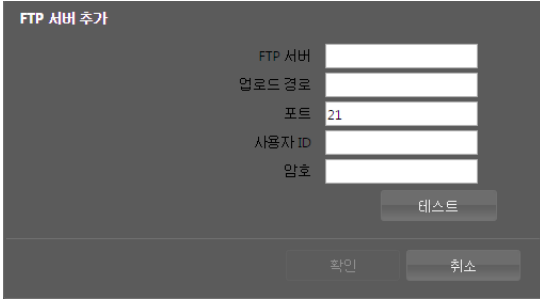 FTP 서버 추가
FTP 서버
업로드 경로
포트 21
사용자 ID
암호
테스트
확인 취소